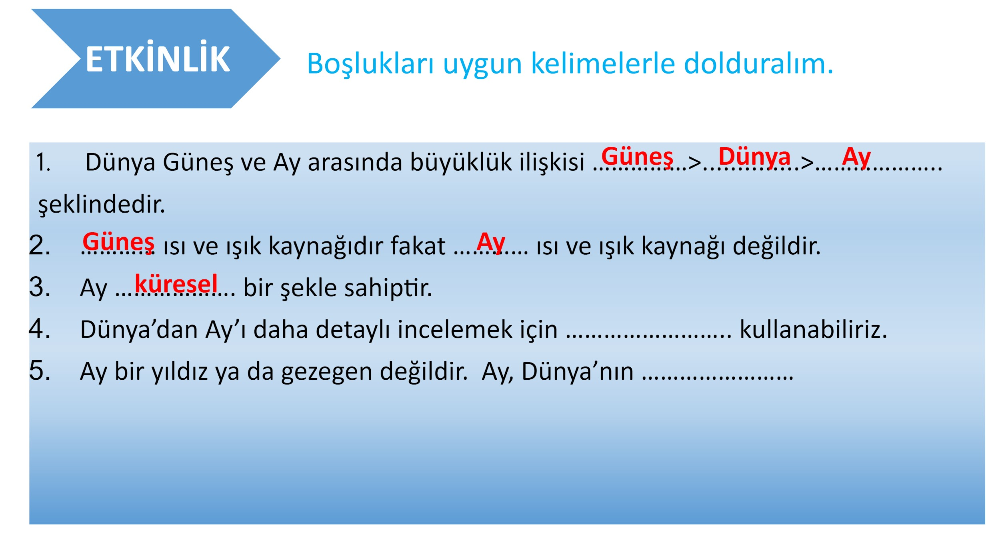 ETKİNLİK
Boşlukları uygun kelimelerle dolduralım.
1. Dünya Güneş ve Ay arasında büyüklük ilişkisi ...Güneş...>...Dünya...>...Ay...
şeklindedir.
2. ...Güneş... ısı ve ışık kaynağıdır fakat ...Ay... ısı ve ışık kaynağı değildir.
3. Ay ...küresel... bir şekle sahiptir.
4. Dünya’dan Ay’ı daha detaylı incelemek için .......................... kullanabiliriz.
5. Ay bir yıldız ya da gezegen değildir. Ay, Dünya’nın ........................